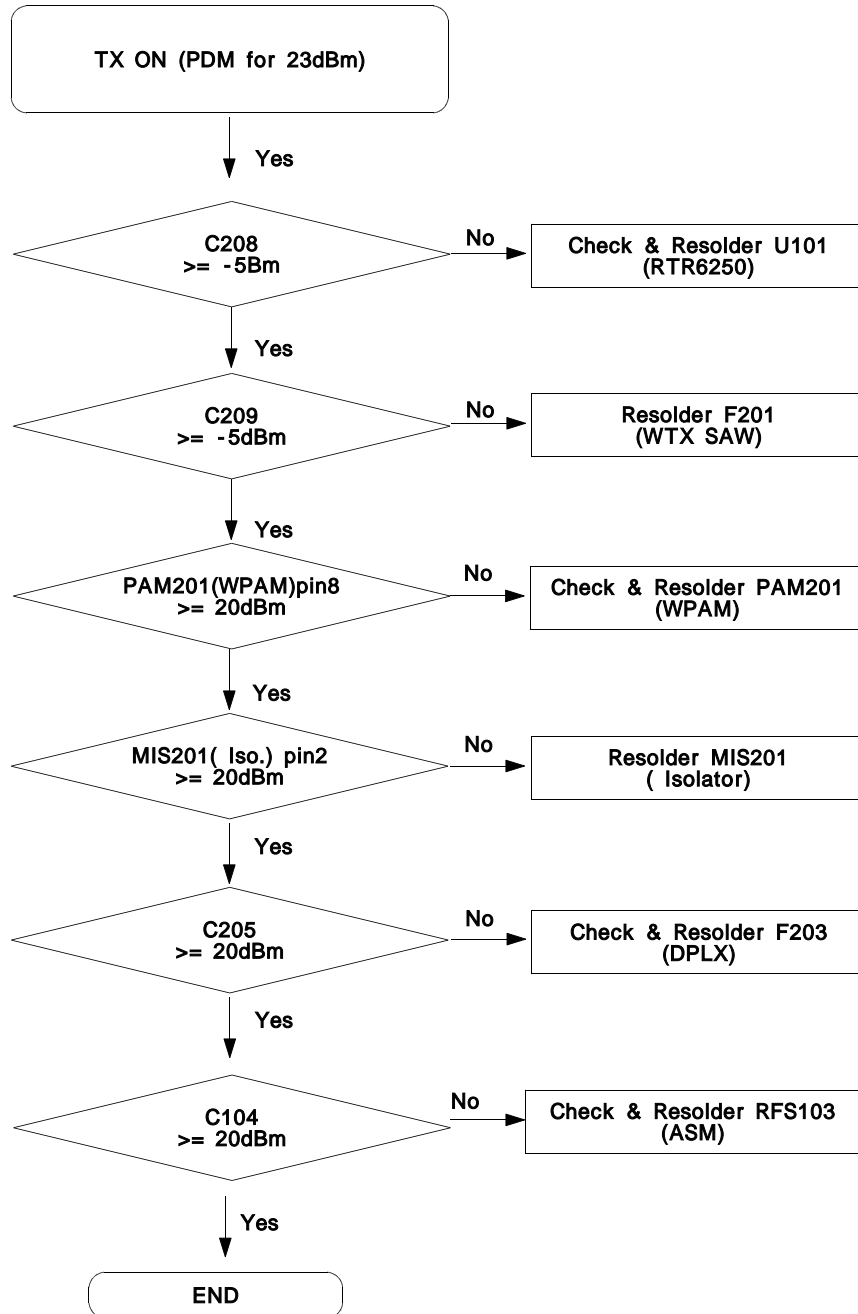 TX ON (PDM for 23dBm)
Yes
C208
>= -5Bm
No
Check & Resolder U101
(RTR6250)
Yes
C209
>= -5dBm
No
Resolder F201
(WTX SAW)
Yes
PAM201(WPAM)pin8
>= 20dBm
No
Check & Resolder PAM201
(WPAM)
Yes
MIS201( Iso.) pin2
>= 20dBm
No
Resolder MIS201
( Isolator)
Yes
C205
>= 20dBm
No
Check & Resolder F203
(DPLX)
Yes
C104
>= 20dBm
No
Check & Resolder RFS103
(ASM)
Yes
END